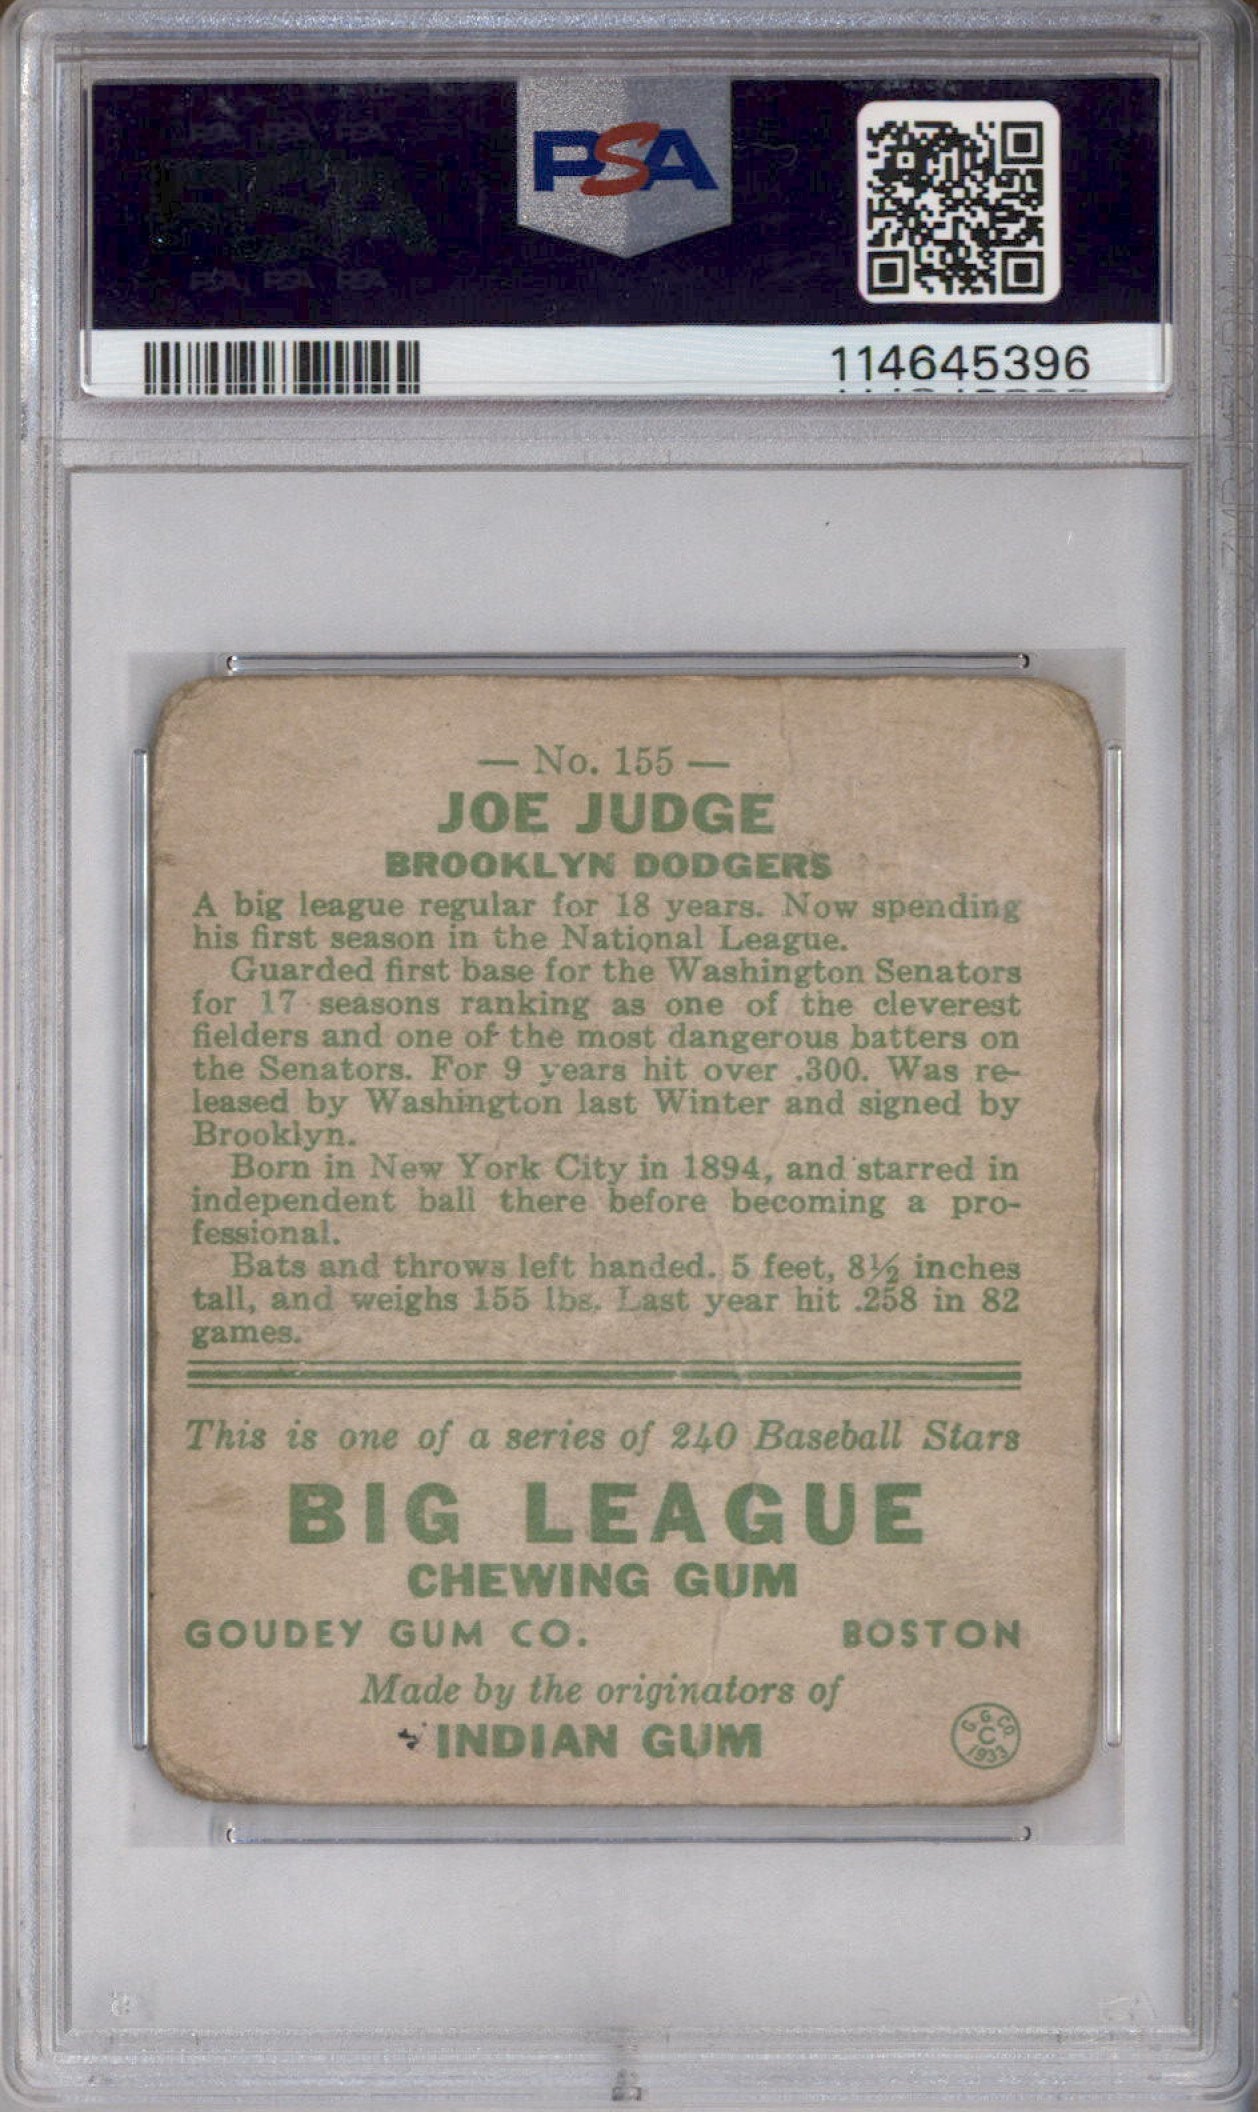 PSA
114645396
— No. 155 —
JOE JUDGE
BROOKLYN DODGERS
A big league regular for 18 years. Now spending
his first season in the National League.
Guarded first base for the Washington Senators
for 17 seasons ranking as one of the cleverest
fielders and one of the most dangerous batters on
the Senators. For 9 years hit over .300. Was re-
leased by Washington last Winter and signed by
Brooklyn.
Born in New York City in 1894, and starred in
independent ball there before becoming a pro-
fessional.
Bats and throws left handed. 5 feet, 8½ inches
tall, and weighs 155 lbs. Last year hit .258 in 82
games.
This is one of a series of 240 Baseball Stars
BIG LEAGUE
CHEWING GUM
GOUDEY GUM CO. BOSTON
Made by the originators of
INDIAN GUM
G. G. CO.
C
1933